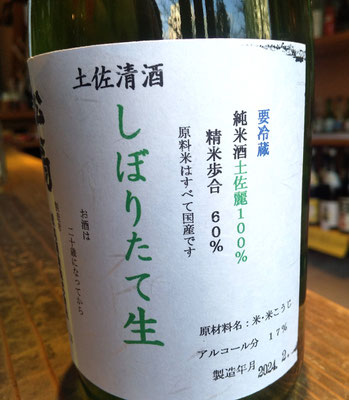 要冷蔵
純米酒土佐麗100%
精米歩合 60%
原料米はすべて国産です
土佐清酒
しぼりたて生
お酒は
二十歳になってから
原材料名：米・米こうじ
アルコール分 17%
製造年月 2024. 2.